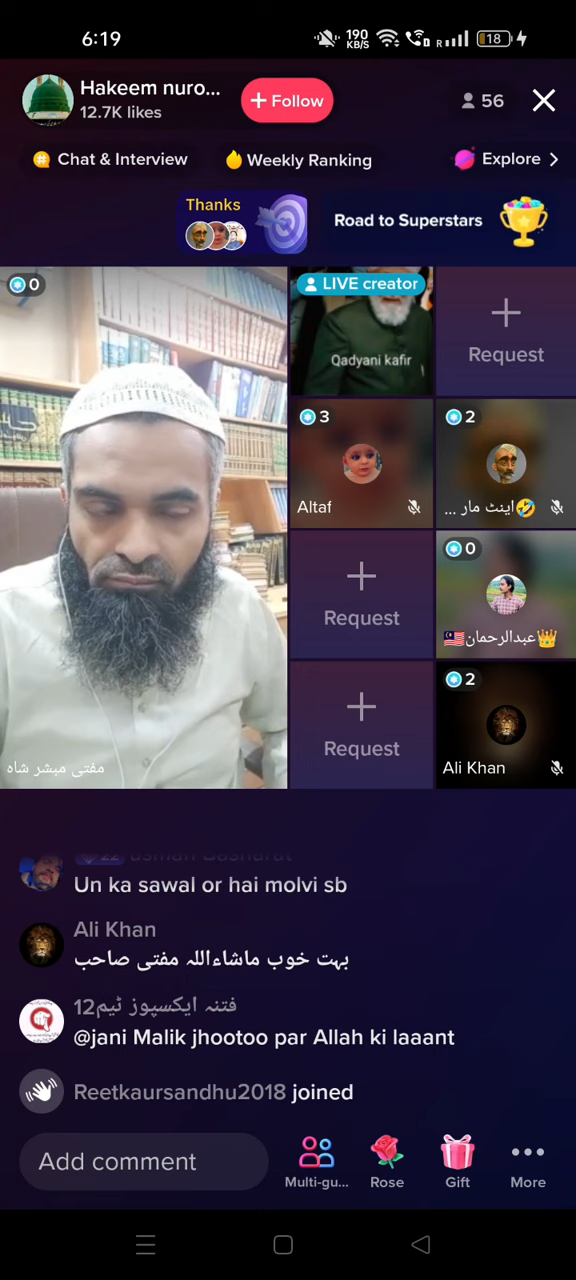 6:19
190
KB/S
R
18
Hakeem nuro...
12.7K likes
+ Follow
56
Chat & Interview
Weekly Ranking
Explore
Thanks
Road to Superstars
0
LIVE creator
Qadyani kafir
Request
3
Altaf
2
اینٹ مار ...
Request
0
عبدالرحمان
Request
2
Ali Khan
مفتی مبشر شاہ
22
usman Basharat
Un ka sawal or hai molvi sb
Ali Khan
بہت خوب ماشاءاللہ مفتی صاحب
فتنہ ایکسپوز ٹیم12
@jani Malik jhootoo par Allah ki laaant
Reetkaursandhu2018 joined
Add comment
Multi-gu...
Rose
Gift
More